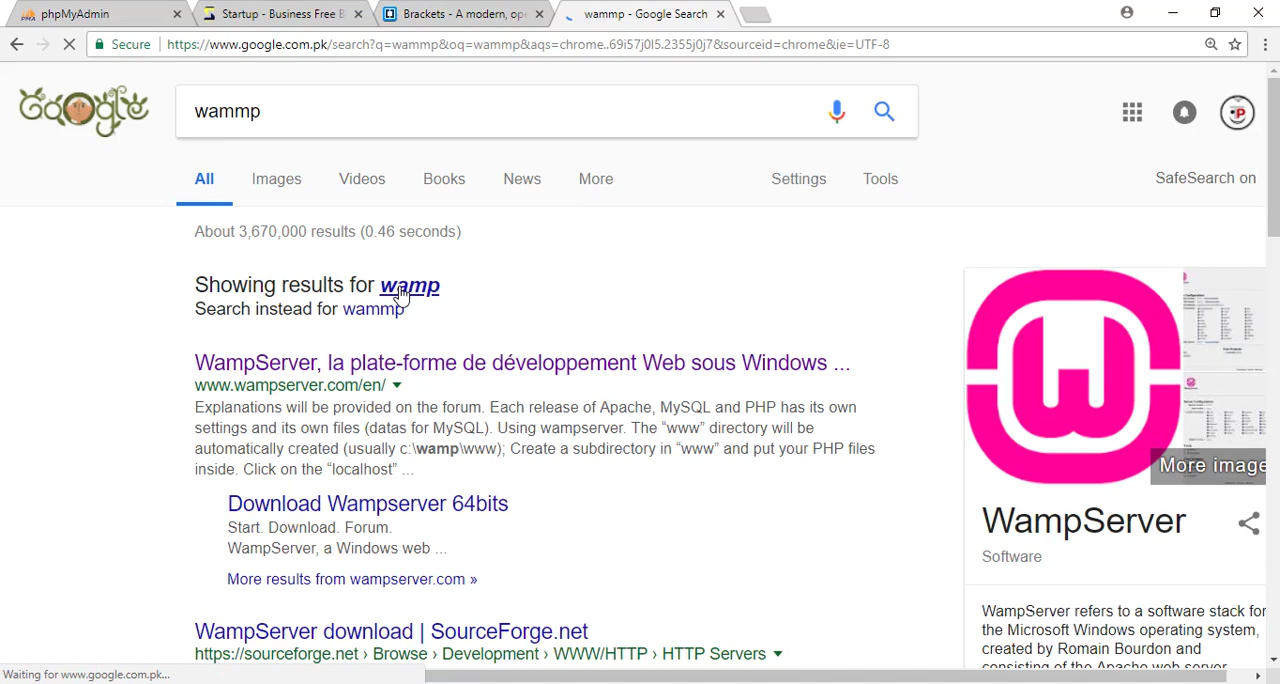 phpMyAdmin
Startup - Business Free B
Brackets - A modern, ope
wammp - Google Search
Secure https://www.google.com.pk/search?q=wammp&oq=wammp&aqs=chrome..69i57j0l5.2355j0j7&sourceid=chrome&ie=UTF-8
Google
wammp
All Images Videos Books News More Settings Tools SafeSearch on
About 3,670,000 results (0.46 seconds)
Showing results for wamp
Search instead for wammp
WampServer, la plate-forme de développement Web sous Windows ...
www.wampserver.com/en/
Explanations will be provided on the forum. Each release of Apache, MySQL and PHP has its own
settings and its own files (datas for MySQL). Using wampserver. The “www” directory will be
automatically created (usually c:\wamp\www); Create a subdirectory in “www” and put your PHP files
inside. Click on the “localhost” ...
Download Wampserver 64bits
Start. Download. Forum.
WampServer, a Windows web ...
More results from wampserver.com »
WampServer download | SourceForge.net
https://sourceforge.net › Browse › Development › WWW/HTTP › HTTP Servers
More image
WampServer
Software
WampServer refers to a software stack for
the Microsoft Windows operating system,
created by Romain Bourdon and
consisting of the Apache web server
Waiting for www.google.com.pk...